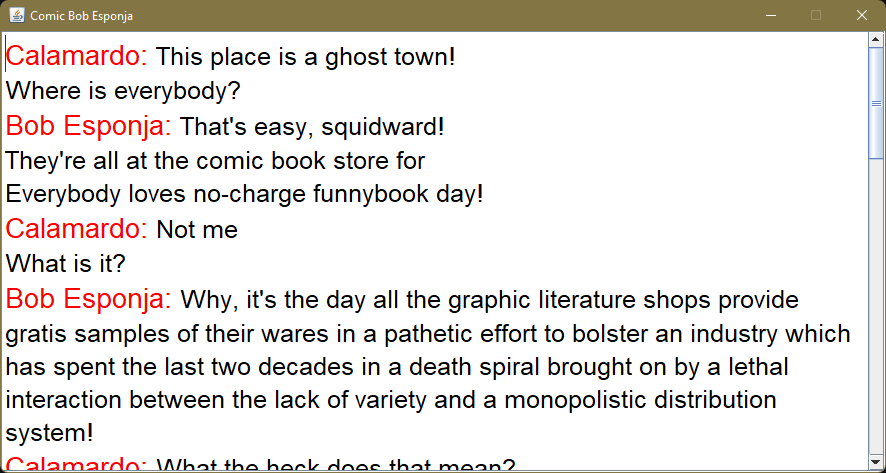 Comic Bob Esponja
Calamardo: This place is a ghost town!
Where is everybody?
Bob Esponja: That's easy, squidward!
They're all at the comic book store for
Everybody loves no-charge funnybook day!
Calamardo: Not me
What is it?
Bob Esponja: Why, it's the day all the graphic literature shops provide
gratis samples of their wares in a pathetic effort to bolster an industry which
has spent the last two decades in a death spiral brought on by a lethal
interaction between the lack of variety and a monopolistic distribution
system!
Calamardo: What the heck does that mean?